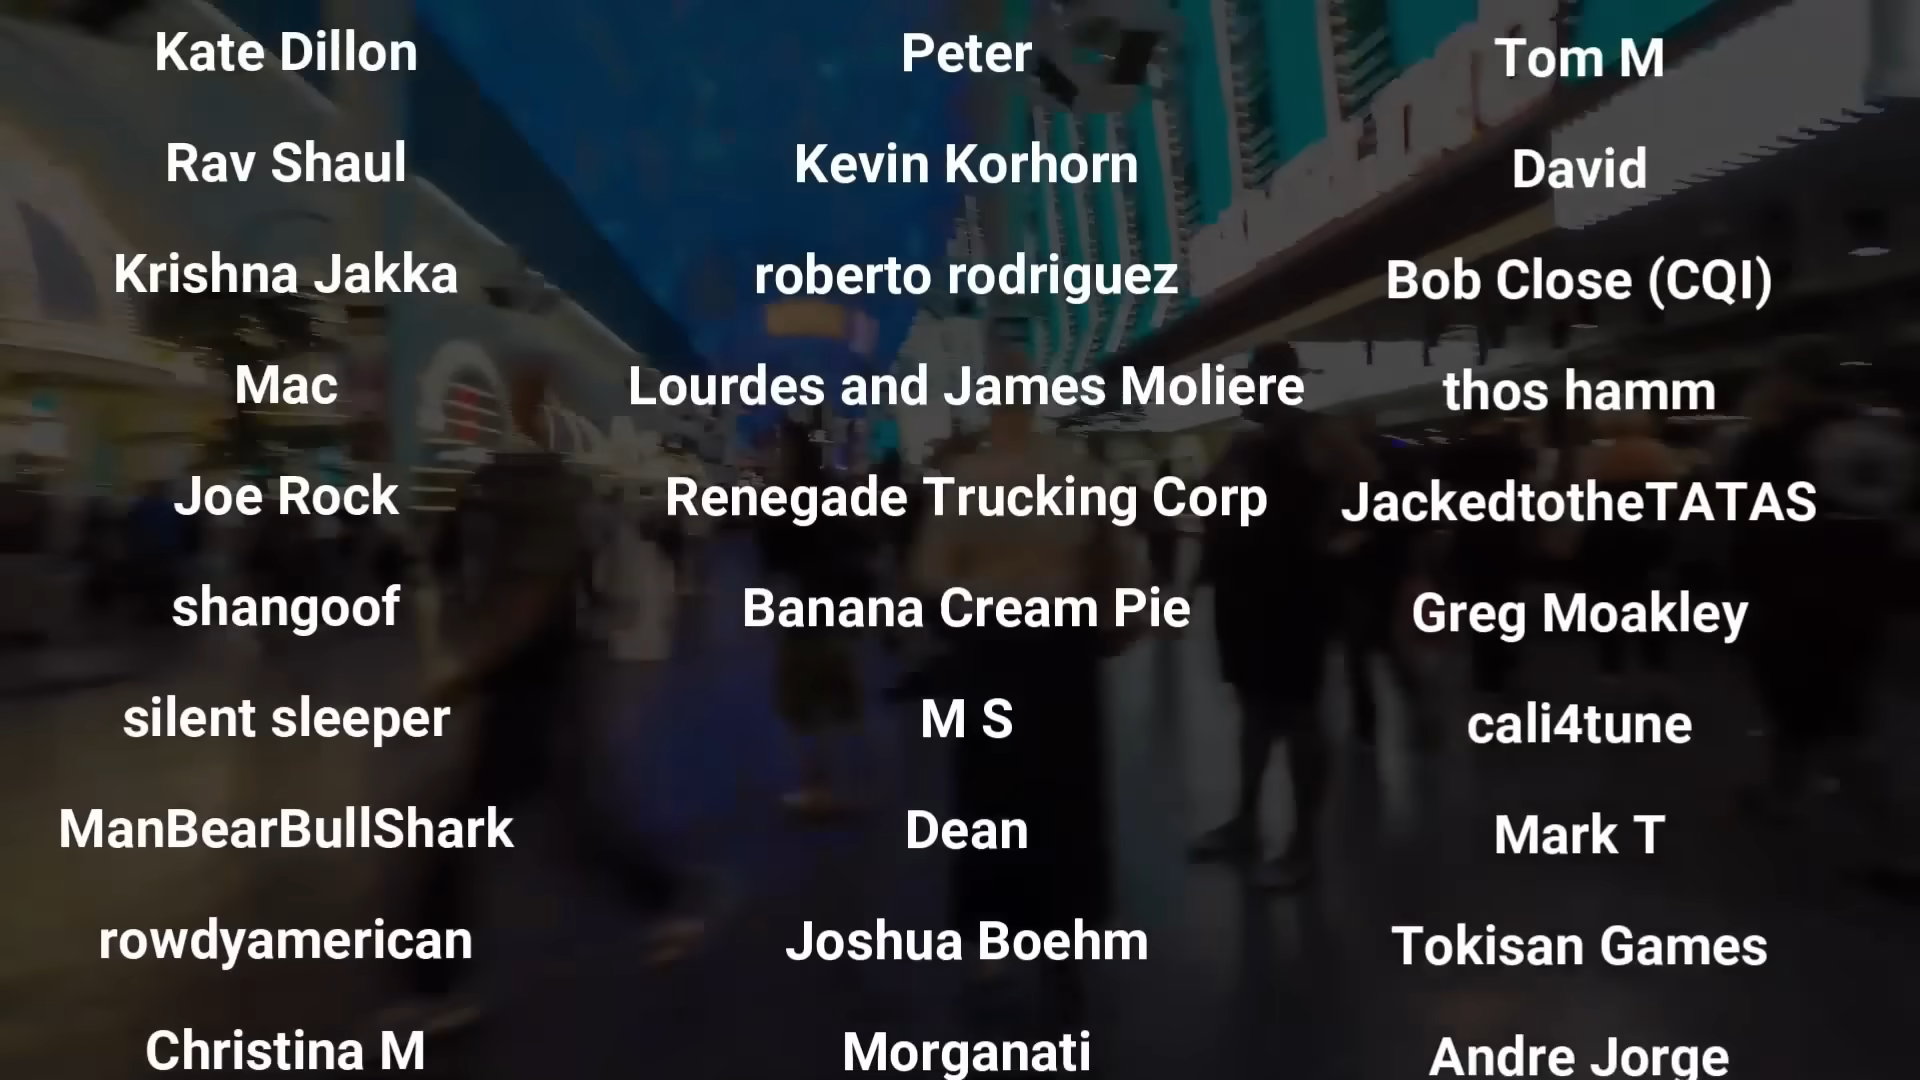 Kate Dillon
Rav Shaul
Krishna Jakka
Mac
Joe Rock
shangoof
silent sleeper
ManBearBullShark
rowdyamerican
Christina M
Peter
Kevin Korhorn
roberto rodriguez
Lourdes and James Moliere
Renegade Trucking Corp
Banana Cream Pie
M S
Dean
Joshua Boehm
Morganati
Tom M
David
Bob Close (CQI)
thos hamm
JackedtotheTATAS
Greg Moakley
cali4tune
Mark T
Tokisan Games
Andre Jorge